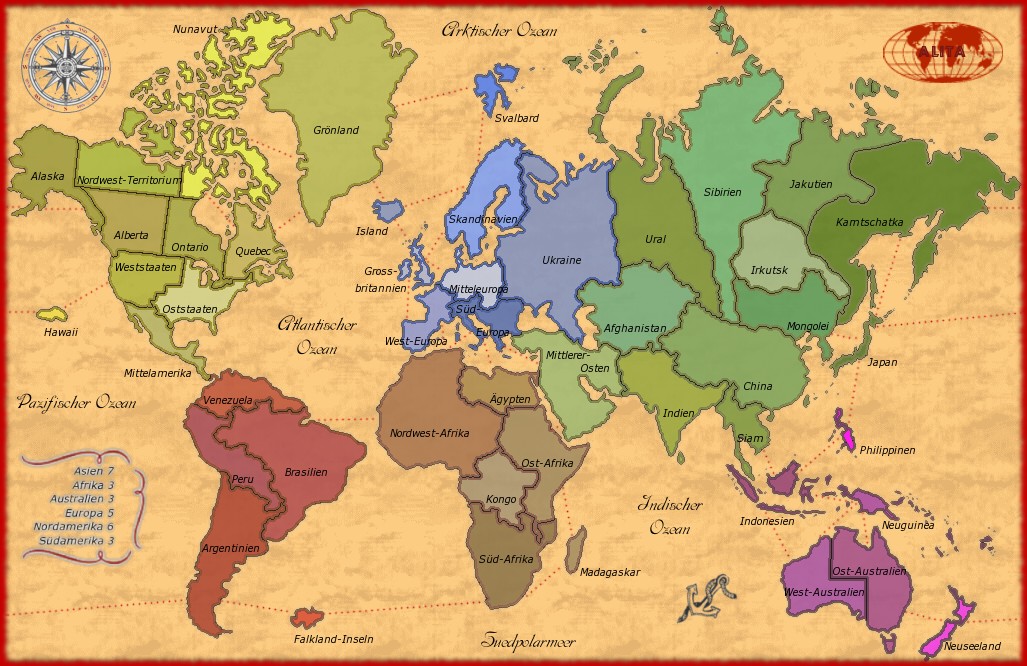 Nunavut
Arktischer Ozean
ALIYA
Svalbard
Grönland
Alaska
Nordwest-Territorium
Sibirien
Jakutien
Skandinavien
Kamtschatka
Island
Alberta
Ontario
Quebec
Ural
Ukraine
Gross-
britannien
Irkutsk
Weststaaten
Mitteleuropa
Oststaaten
Süd-
Europa
Hawaii
Atlantischer
Ozean
West-Europa
Afghanistan
Mongolei
Mittlerer-
Osten
Japan
Mittelamerika
China
Pazifischer Ozean
Venezuela
Ägypten
Indien
Nordwest-Afrika
Siam
Philippinen
Ost-Afrika
Brasilien
Peru
Asien 7
Afrika 3
Australien 3
Europa 5
Nordamerika 6
Südamerika 3
Kongo
Indischer
Ozean
Indonesien
Neuguinea
Argentinien
Süd-Afrika
Madagaskar
Ost-Australien
West-Australien
Falkland-Inseln
Suedpolarmeer
Neuseeland